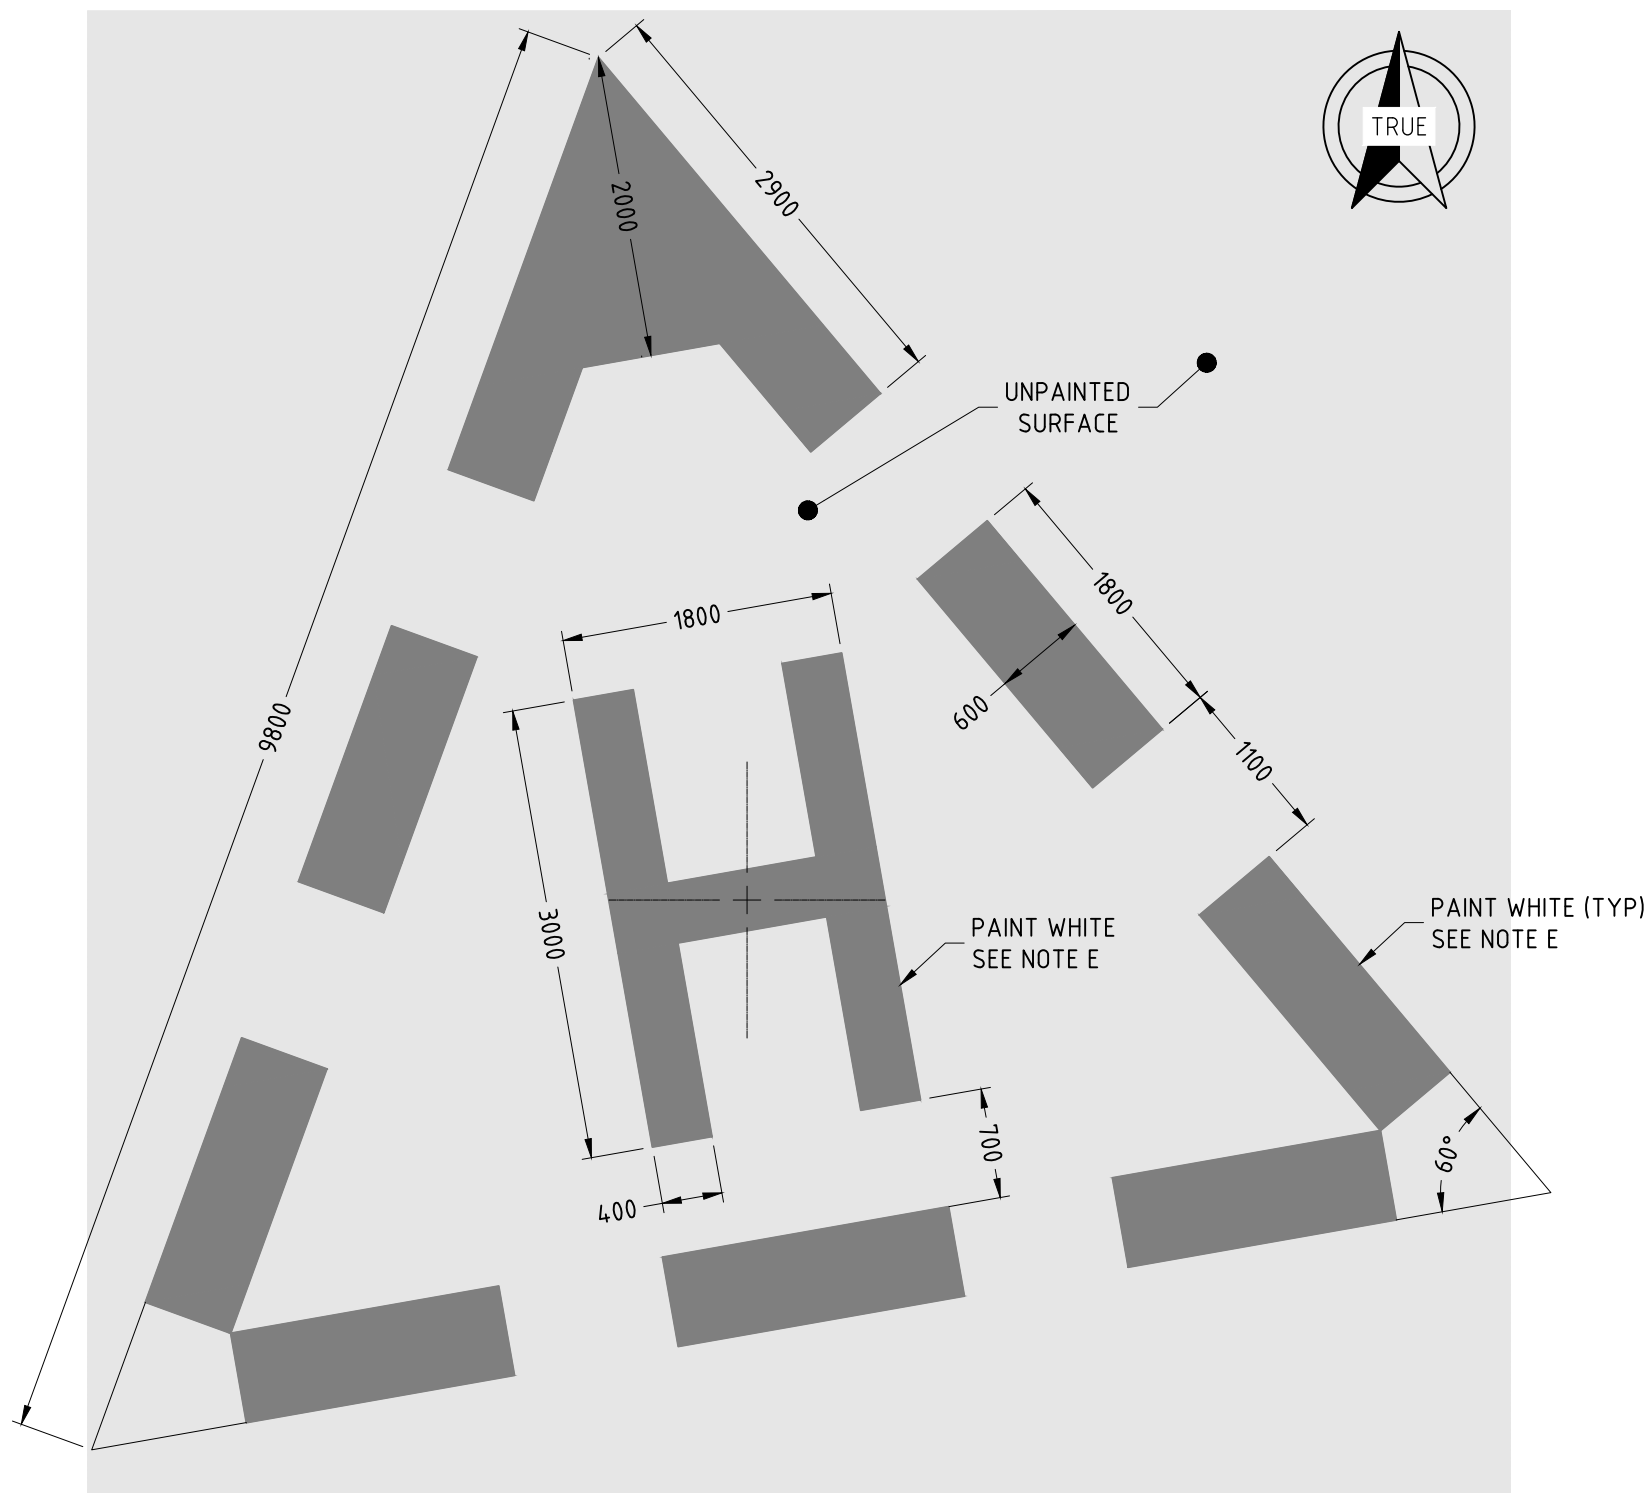 TRUE
2900
2000
UNPAINTED
SURFACE
1800
1800
600
9800
1100
3000
PAINT WHITE
SEE NOTE E
PAINT WHITE (TYP)
SEE NOTE E
700
60°
400